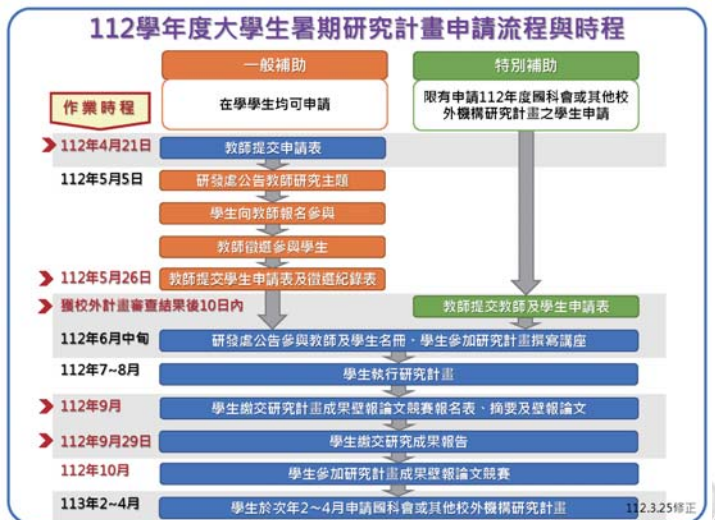 112學年度大學生暑期研究計畫申請流程與時程
一般補助
特別補助
作業時程
在學學生均可申請
限有申請112年度國科會或其他校
外機構研究計畫之學生申請
112年4月21日
教師提交申請表
112年5月5日
研發處公告教師研究主題
學生向教師報名參與
教師徵選參與學生
112年5月26日
教師提交學生申請表及徵選紀錄表
獲校外計畫審查結果後10日內
教師提交教師及學生申請表
112年6月中旬
研發處公告參與教師及學生名冊、學生參加研究計畫撰寫講座
112年7~8月
學生執行研究計畫
112年9月
學生繳交研究計畫成果壁報論文競賽報名表、摘要及壁報論文
112年9月29日
學生繳交研究成果報告
112年10月
學生參加研究計畫成果壁報論文競賽
113年2~4月
學生於次年2~4月申請國科會或其他校外機構研究計畫
112.3.25修正